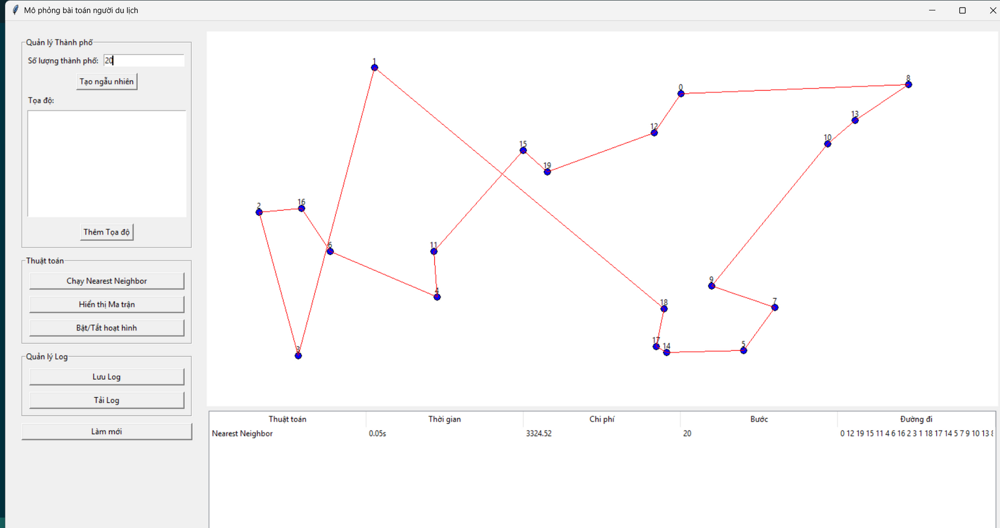 Mô phỏng bài toán người du lịch
Quản lý Thành phố
Số lượng thành phố: 20
Tạo ngẫu nhiên
Tọa độ:
Thêm Tọa độ
Thuật toán
Chạy Nearest Neighbor
Hiển thị Ma trận
Bật/Tắt hoạt hình
Quản lý Log
Lưu Log
Tải Log
Làm mới
1
0
8
13
12
10
15
19
2
16
6
11
4
9
7
18
17
14
5
3
Thuật toán Thời gian Chi phí Bước Đường đi
Nearest Neighbor 0.05s 3324.52 20 0 12 19 15 11 4 6 16 2 3 1 18 17 14 5 7 9 10 13